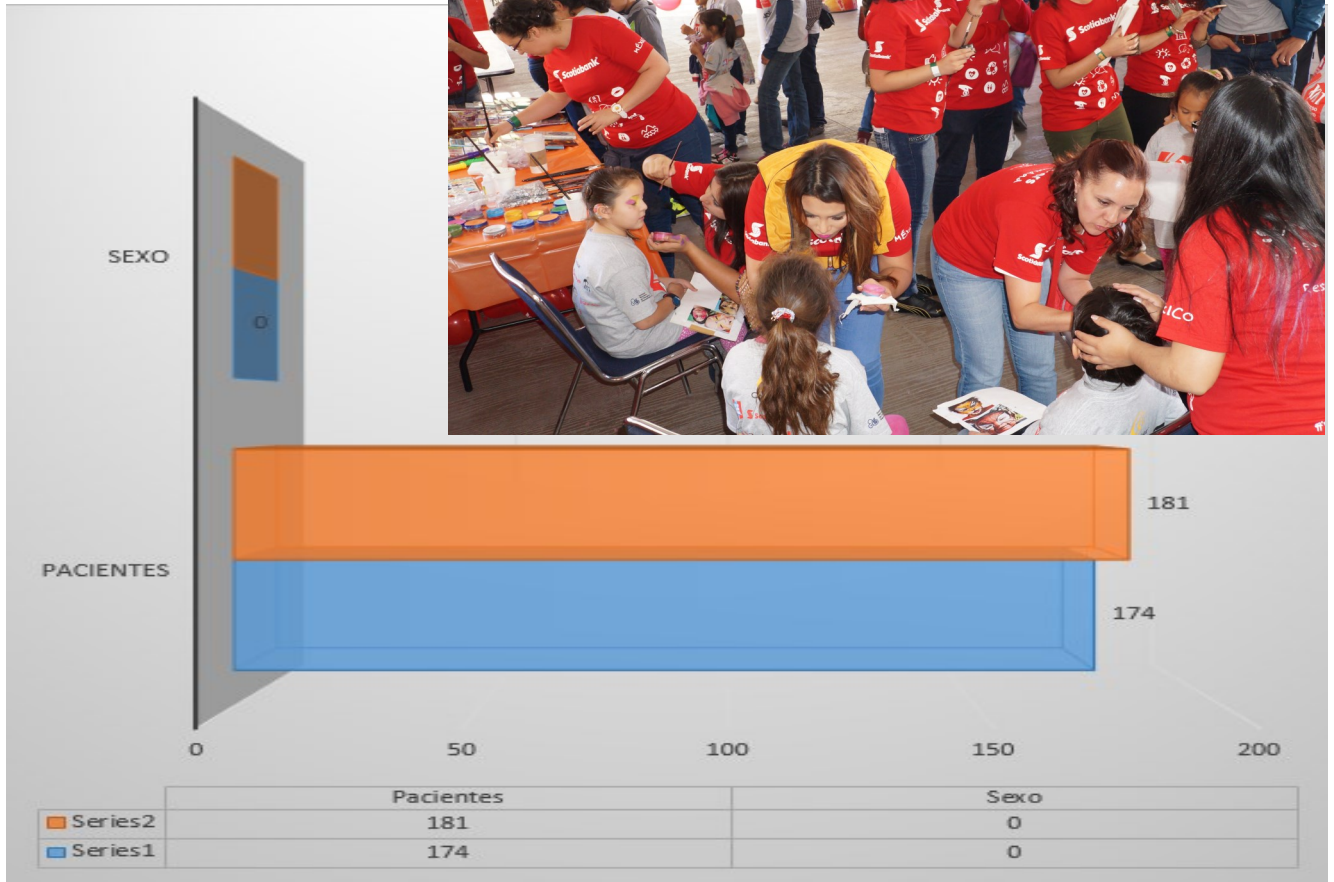 Scotiabank
Scotiabank
Scotiabank
SEXO
0
181
PACIENTES
174
0 50 100 150 200
Pacientes Sexo
Series2 181 0
Series1 174 0